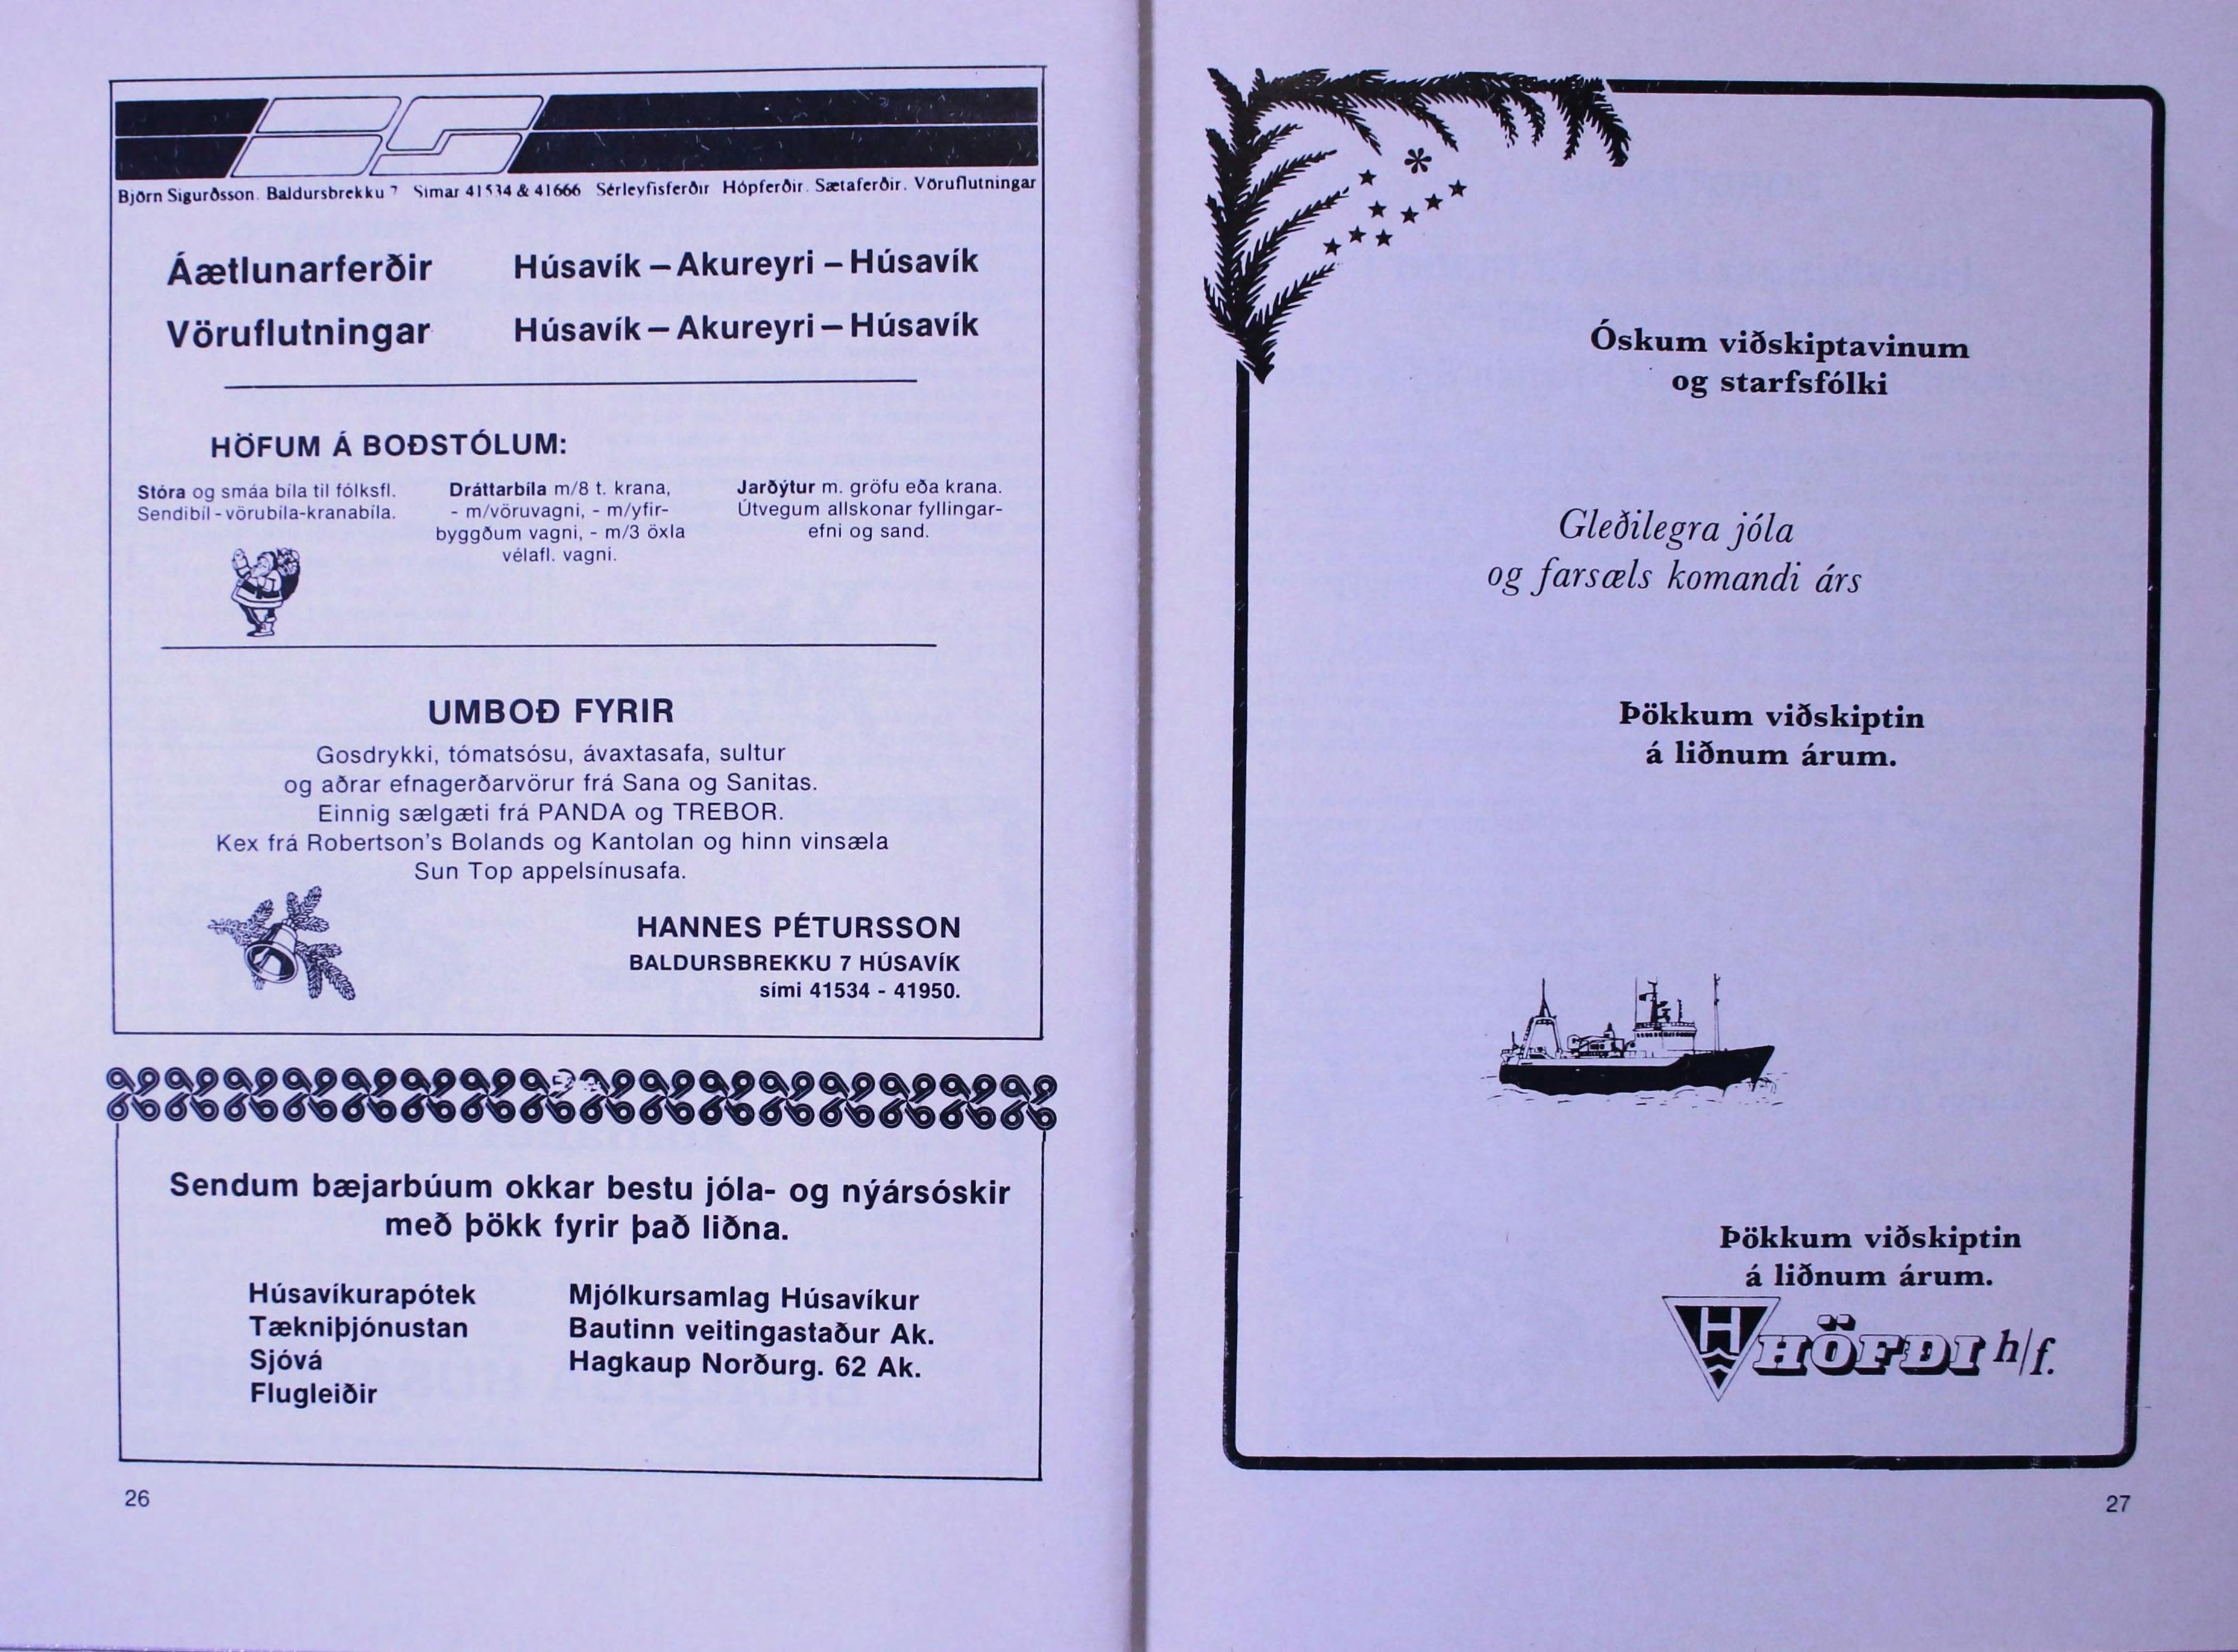 Björn Sigurðsson. Baldursbrekku 7 Símar 41534 & 41666 Sérleyfisferðir Hópferðir. Sætaferðir. Vöruflutningar
Áætlunarferðir Húsavík – Akureyri – Húsavík
Vöruflutningar Húsavík – Akureyri – Húsavík
HÖFUM Á BOÐSTÓLUM:
Stóra og smáa bíla til fólksfl.
Sendibíl - vörubíla-kranabíla.
Dráttarbíla m/8 t. krana,
- m/vöruvagni, - m/yfir-
byggðum vagni, - m/3 öxla
vélafl. vagni.
Jarðýtur m. gröfu eða krana.
Útvegum allskonar fyllingar-
efni og sand.
UMBOÐ FYRIR
Gosdrykki, tómatsósu, ávaxtasafa, sultur
og aðrar efnagerðarvörur frá Sana og Sanitas.
Einnig sælgæti frá PANDA og TREBOR.
Kex frá Robertson's Bolands og Kantolan og hinn vinsæla
Sun Top appelsínusafa.
HANNES PÉTURSSON
BALDURSBREKKU 7 HÚSAVÍK
sími 41534 - 41950.
Sendum bæjarbúum okkar bestu jóla- og nýársóskir
með þökk fyrir það liðna.
Húsavíkurapótek
Tækniþjónustan
Sjóvá
Flugleiðir
Mjólkursamlag Húsavíkur
Bautinn veitingastaður Ak.
Hagkaup Norðurg. 62 Ak.
26
Óskum viðskiptavinum
og starfsfólki
Gleðilegra jóla
og farsæls komandi árs
Þökkum viðskiptin
á liðnum árum.
Þökkum viðskiptin
á liðnum árum.
H HÖFÐI h/f.
27